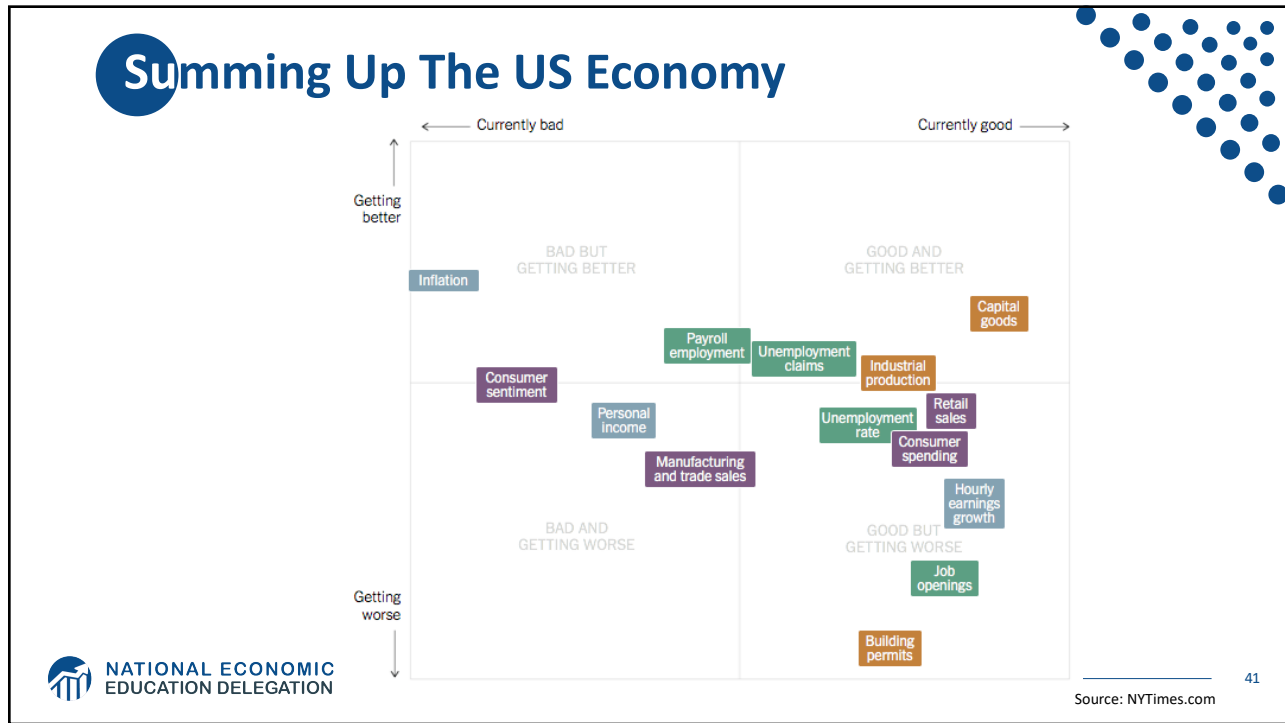 Summing Up The US Economy
Currently bad
Currently good
Getting
better
BAD BUT
GETTING BETTER
GOOD AND
GETTING BETTER
Inflation
Capital
goods
Payroll
employment
Unemployment
claims
Industrial
production
Consumer
sentiment
Personal
income
Retail
sales
Unemployment
rate
Consumer
spending
Manufacturing
and trade sales
Hourly
earnings
growth
BAD AND
GETTING WORSE
GOOD BUT
GETTING WORSE
Job
openings
Getting
worse
Building
permits
NATIONAL ECONOMIC
EDUCATION DELEGATION
41
Source: NYTimes.com